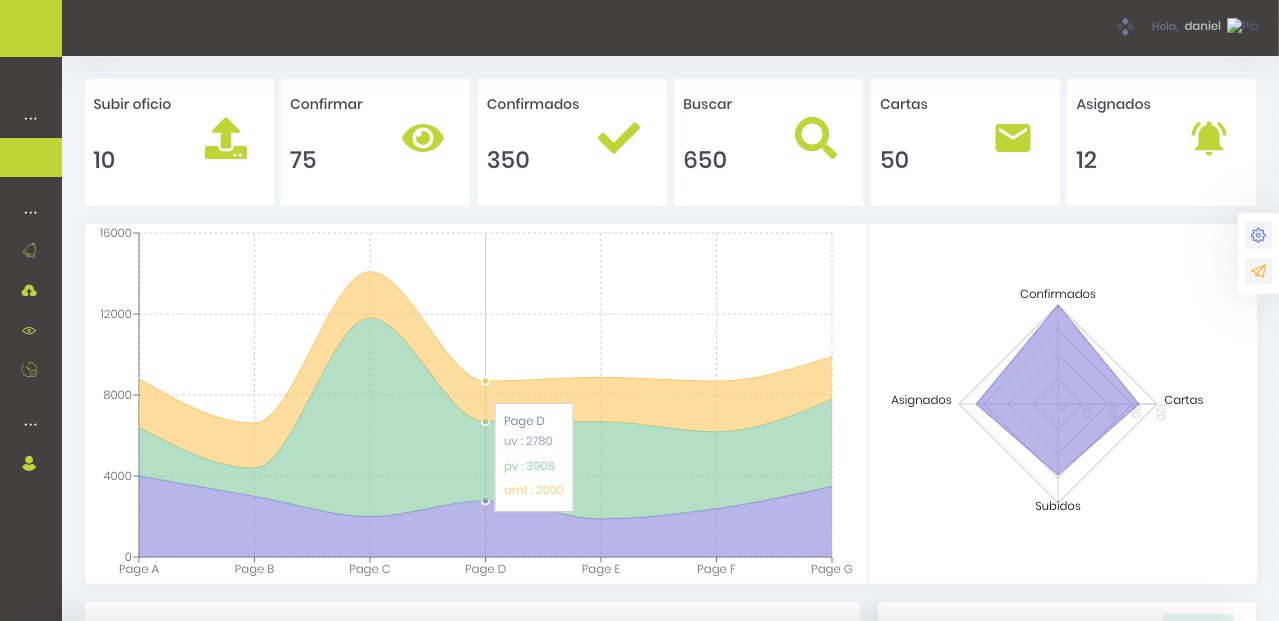 Hola, daniel Pic
Subir oficio
10
Confirmar
75
Confirmados
350
Buscar
650
Cartas
50
Asignados
12
16000
12000
8000
4000
0
Page A Page B Page C Page D Page E Page F Page G
Page D
uv : 2780
pv : 3908
amt : 2000
Confirmados
Asignados
Cartas
Subidos
0
30